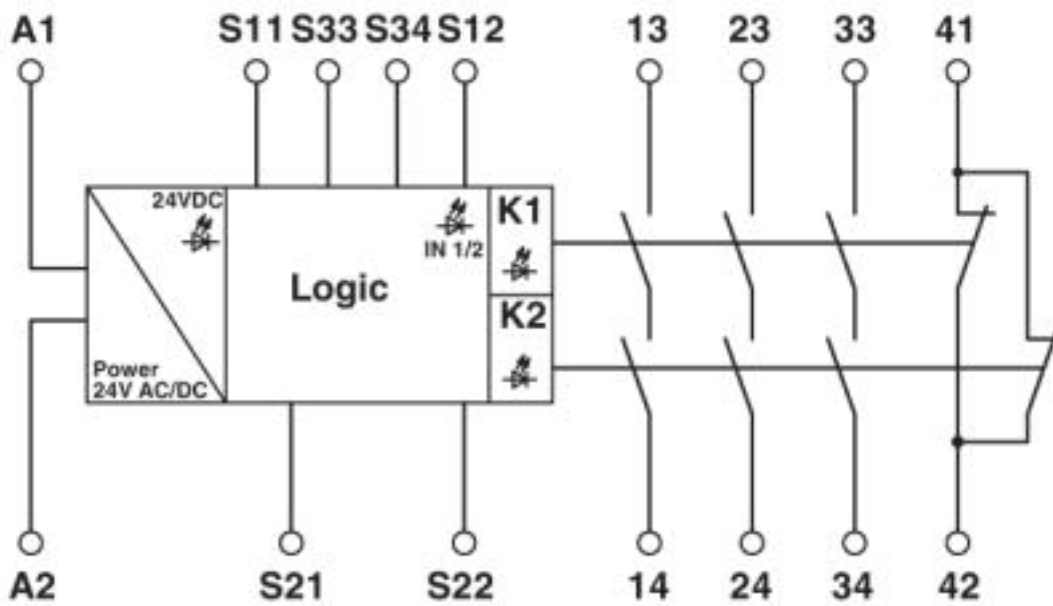 A1 S11 S33 S34 S12 13 23 33 41
24VDC
K1
IN 1/2
Logic
K2
Power
24V AC/DC
A2 S21 S22 14 24 34 42